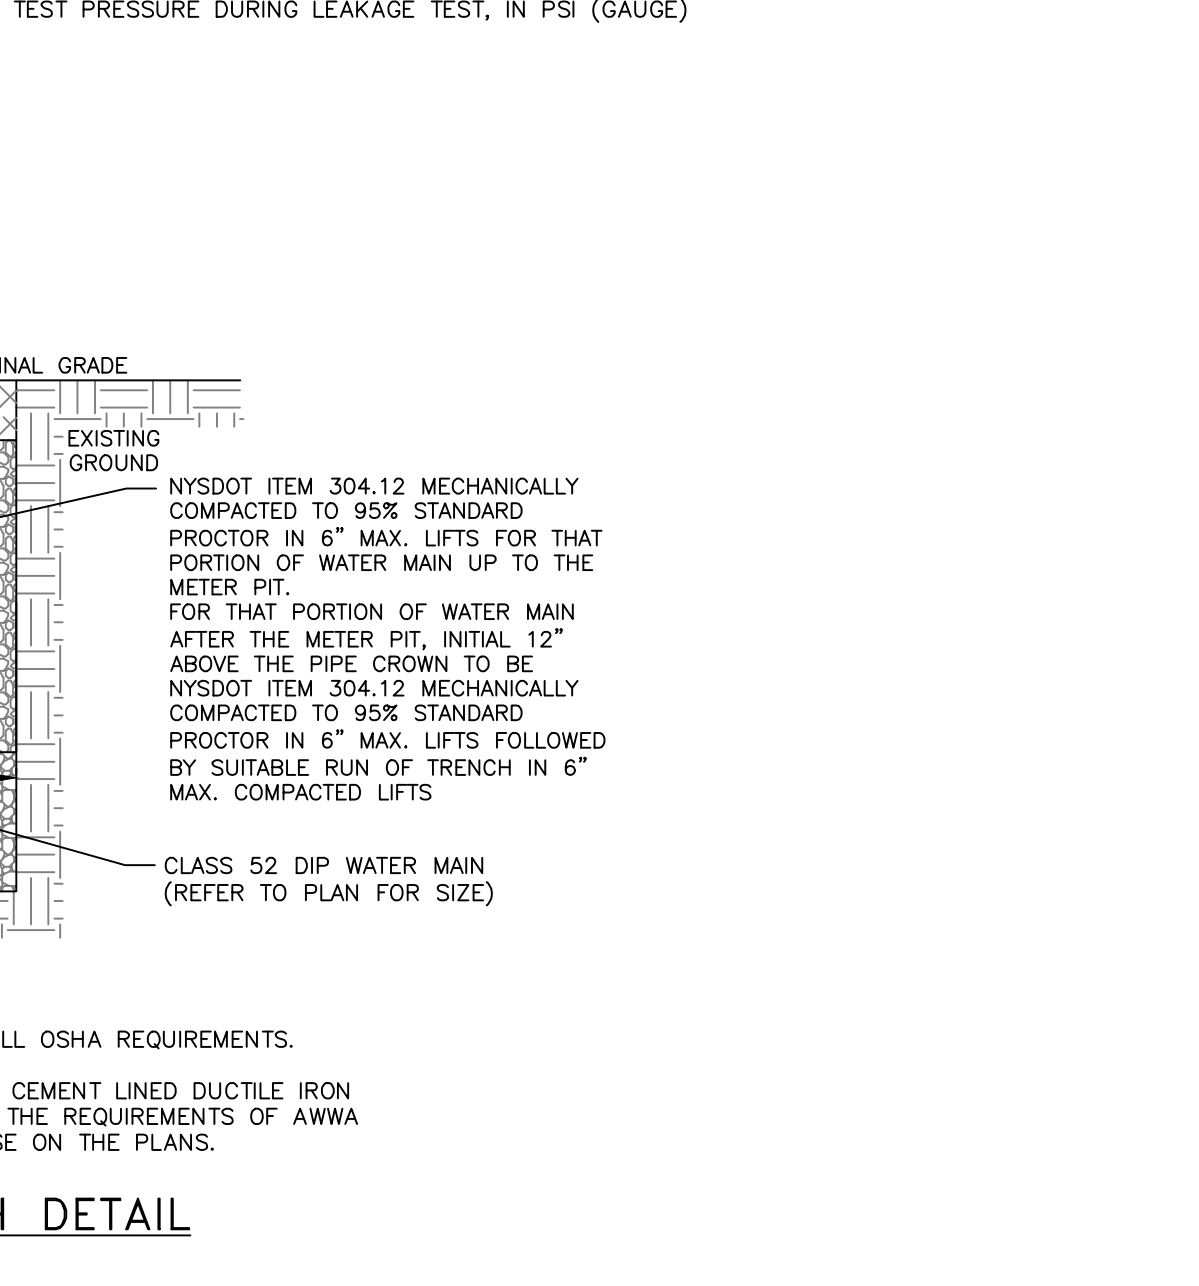 TEST PRESSURE DURING LEAKAGE TEST, IN PSI (GAUGE)
GRADE
EXISTING
GROUND
NYSDOT ITEM 304.12 MECHANICALLY
COMPACTED TO 95% STANDARD
PROCTOR IN 6” MAX. LIFTS FOR THAT
PORTION OF WATER MAIN UP TO THE
METER PIT.
FOR THAT PORTION OF WATER MAIN
AFTER THE METER PIT, INITIAL 12”
ABOVE THE PIPE CROWN TO BE
NYSDOT ITEM 304.12 MECHANICALLY
COMPACTED TO 95% STANDARD
PROCTOR IN 6” MAX. LIFTS FOLLOWED
BY SUITABLE RUN OF TRENCH IN 6”
MAX. COMPACTED LIFTS
CLASS 52 DIP WATER MAIN
(REFER TO PLAN FOR SIZE)
OSHA REQUIREMENTS.
CEMENT LINED DUCTILE IRON
THE REQUIREMENTS OF AWWA
ON THE PLANS.
DETAIL